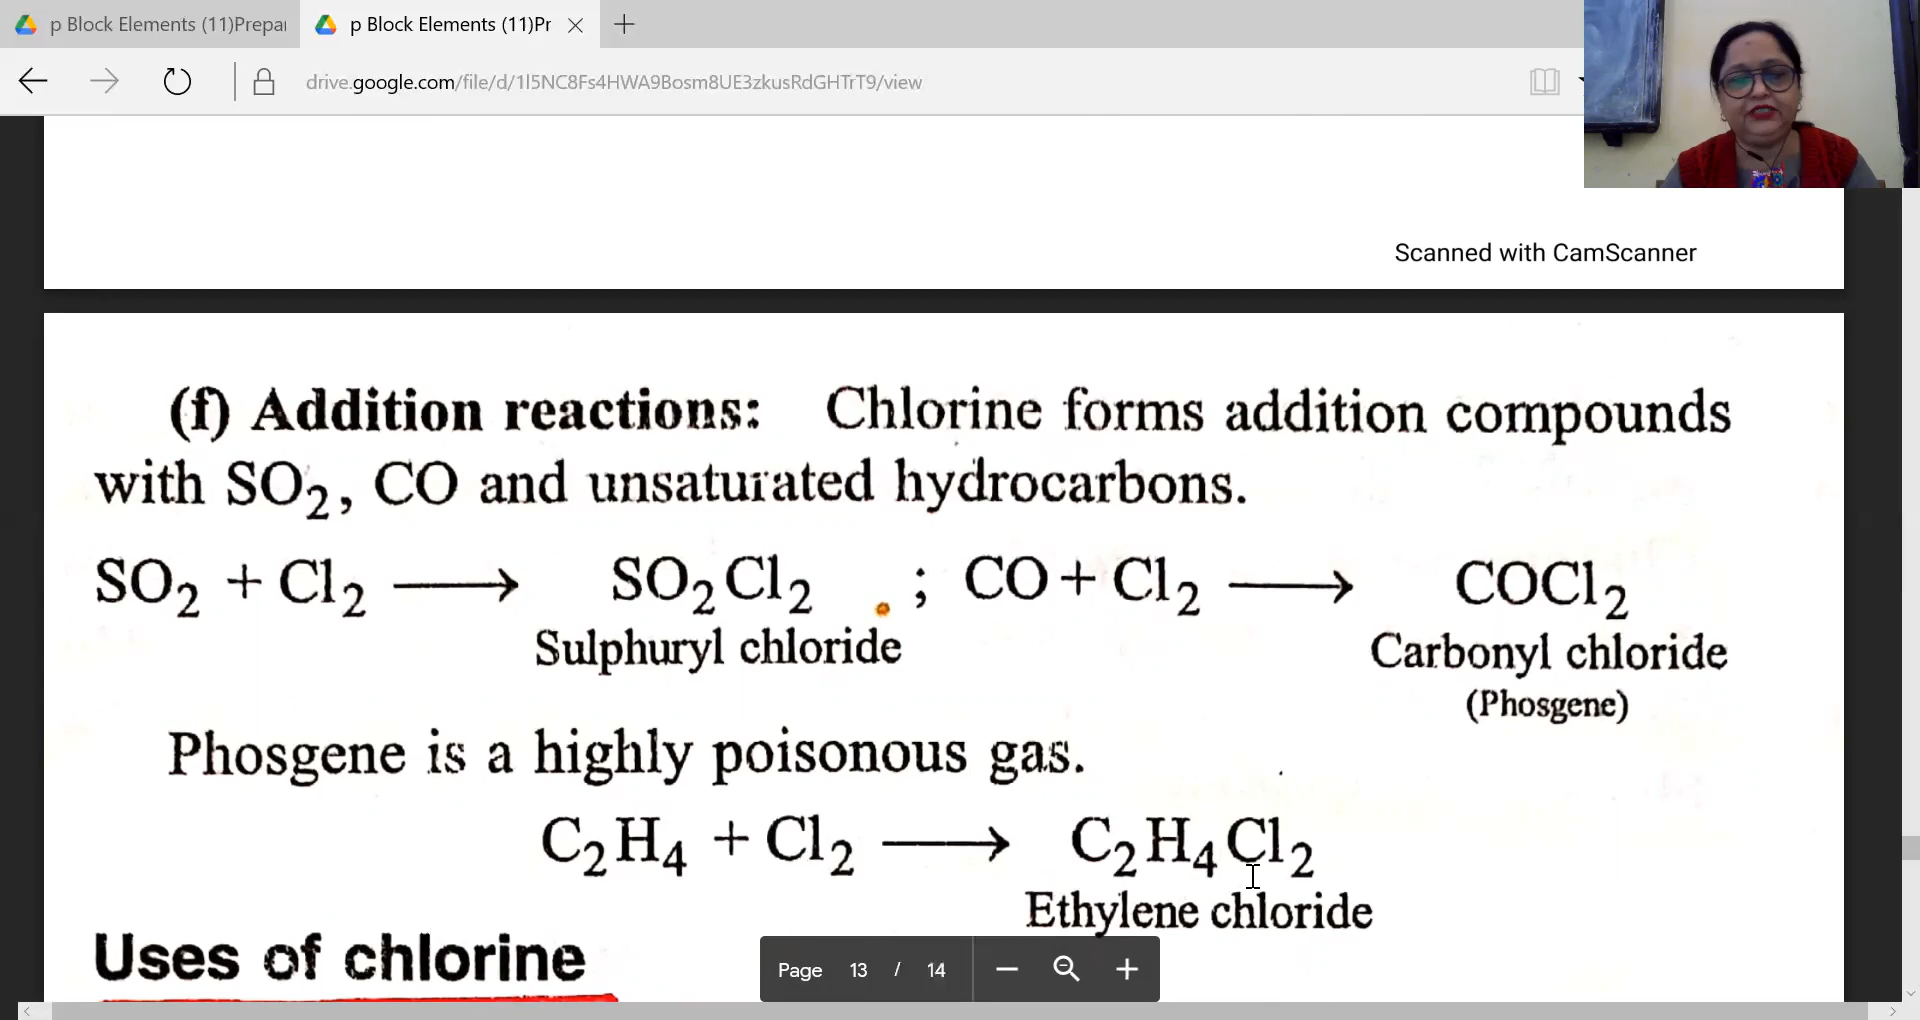 p Block Elements (11)Prepar
p Block Elements (11)Pr
drive.google.com/file/d/1I5NC8Fs4HWA9Bosm8UE3zkusRdGHTrT9/view
Scanned with CamScanner
(f) Addition reactions: Chlorine forms addition compounds
with SO₂, CO and unsaturated hydrocarbons.
SO₂ + Cl₂ ⟶ SO₂Cl₂ ; CO + Cl₂ ⟶ COCl₂
Sulphuryl chloride Carbonyl chloride
(Phosgene)
Phosgene is a highly poisonous gas.
C₂H₄ + Cl₂ ⟶ C₂H₄Cl₂
Ethylene chloride
Uses of chlorine
Page 13 / 14